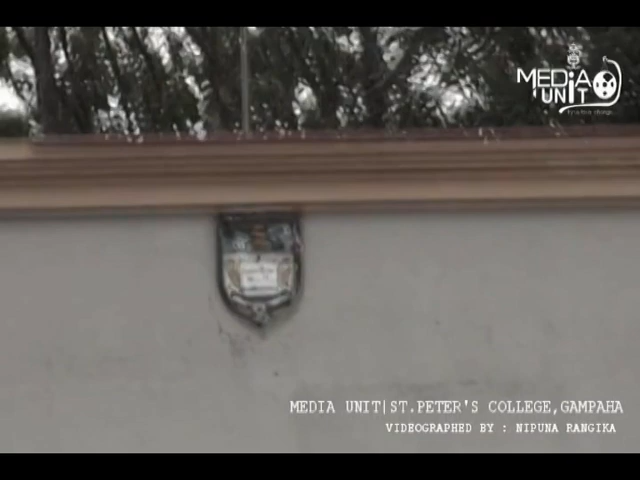 MEDIA
UNIT
MEDIA UNIT|ST.PETER'S COLLEGE,GAMPAHA
VIDEOGRAPHED BY : NIPUNA RANGIKA